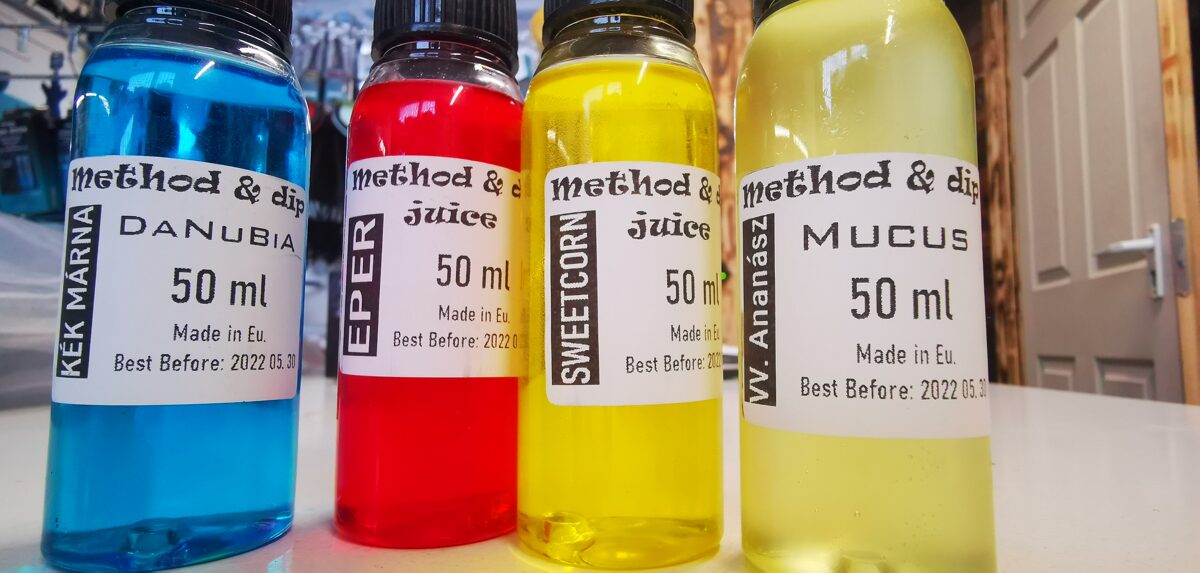 method & dip
DANUBIA
KÉK MÁRNA
50 ml
Made in Eu.
Best Before: 2022 05. 30
method & d
juice
EPER
50 ml
Made in Eu.
Best Before: 2022 0
method & d
juice
SWEETCORN
50 ml
Made in Eu.
Best Before: 2022
method & dip
MUCUS
VV. Ananász
50 ml
Made in Eu.
Best Before: 2022 05. 30